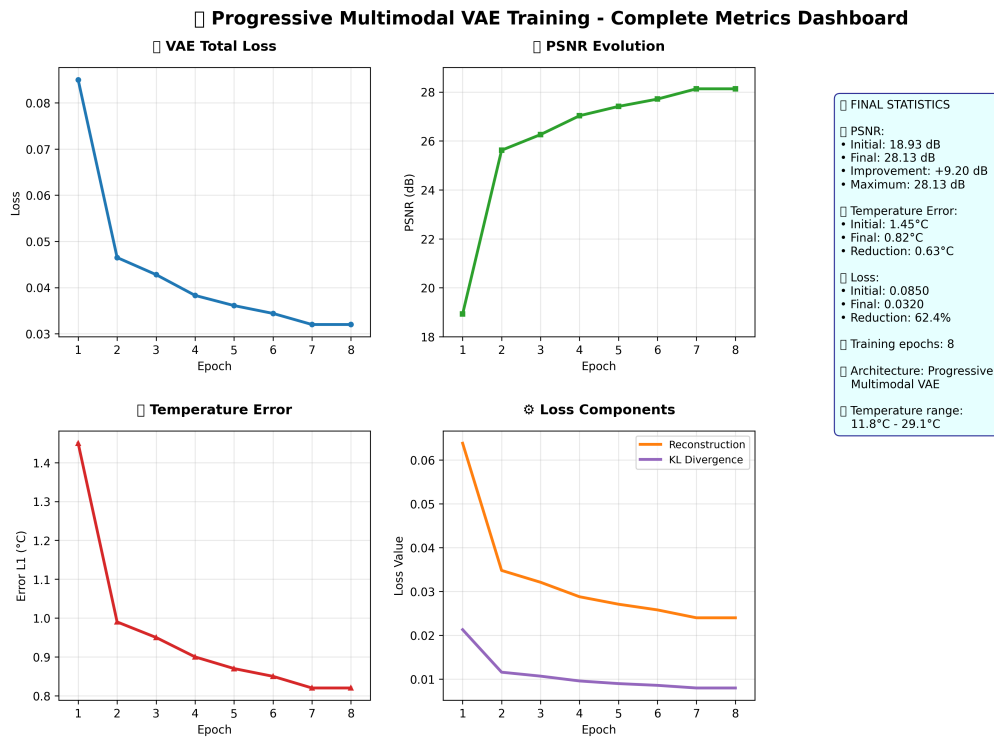 Progressive Multimodal VAE Training - Complete Metrics Dashboard
VAE Total Loss
0.08
0.07
0.06
0.05
0.04
0.03
Loss
1 2 3 4 5 6 7 8
Epoch
PSNR Evolution
28
26
24
22
20
18
PSNR (dB)
1 2 3 4 5 6 7 8
Epoch
FINAL STATISTICS
PSNR:
• Initial: 18.93 dB
• Final: 28.13 dB
• Improvement: +9.20 dB
• Maximum: 28.13 dB
Temperature Error:
• Initial: 1.45°C
• Final: 0.82°C
• Reduction: 0.63°C
Loss:
• Initial: 0.0850
• Final: 0.0320
• Reduction: 62.4%
Training epochs: 8
Architecture: Progressive
Multimodal VAE
Temperature range:
11.8°C - 29.1°C
Temperature Error
1.4
1.3
1.2
1.1
1.0
0.9
0.8
Error L1 (°C)
1 2 3 4 5 6 7 8
Epoch
⚙ Loss Components
Reconstruction
KL Divergence
0.06
0.05
0.04
0.03
0.02
0.01
Loss Value
1 2 3 4 5 6 7 8
Epoch